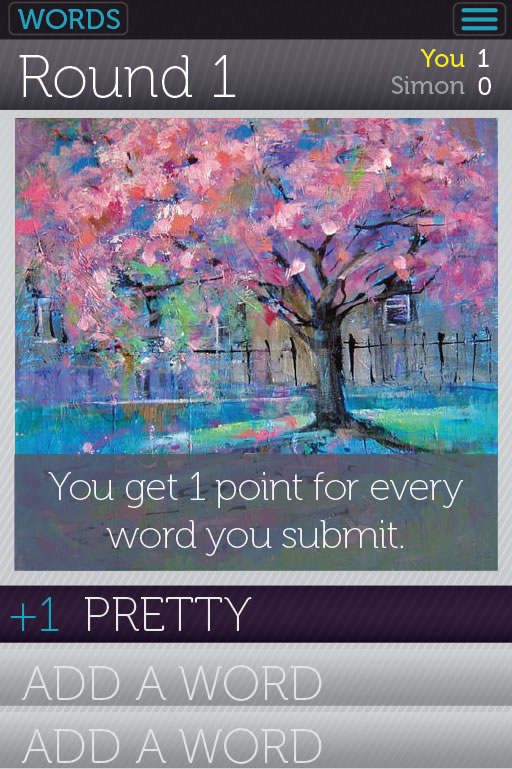 WORDS
Round 1
You 1
Simon 0
You get 1 point for every
word you submit.
+1 PRETTY
ADD A WORD
ADD A WORD